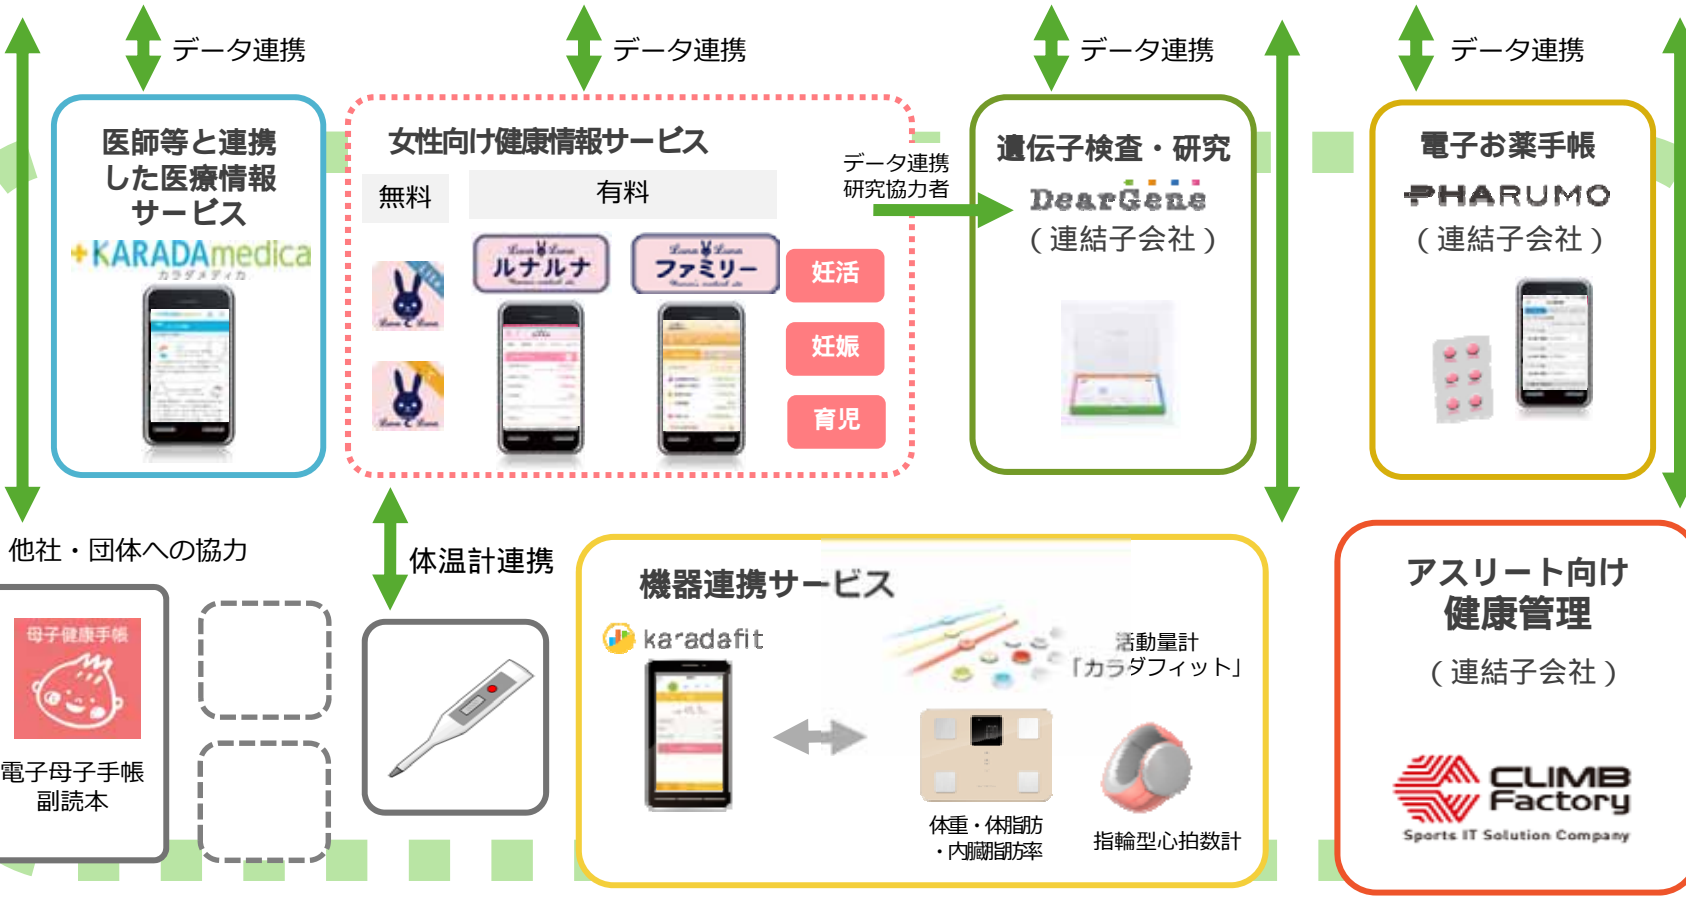 データ連携
データ連携
データ連携
データ連携
医師等と連携
した医療情報
サービス
KARADAmedica
カラダメディカ
女性向け健康情報サービス
無料
有料
Luna Luna
ルナルナ
Luna Luna
ファミリー
Luna Luna
Luna Luna
妊活
妊娠
育児
データ連携
研究協力者
遺伝子検査・研究
DearGene
（連結子会社）
電子お薬手帳
PHARUMO
（連結子会社）
他社・団体への協力
母子健康手帳
電子母子手帳
副読本
体温計連携
機器連携サービス
karadafit
活動量計
「カラダフィット」
体重・体脂肪
・内臓脂肪率
指輪型心拍数計
アスリート向け
健康管理
（連結子会社）
CLIMB
Factory
Sports IT Solution Company